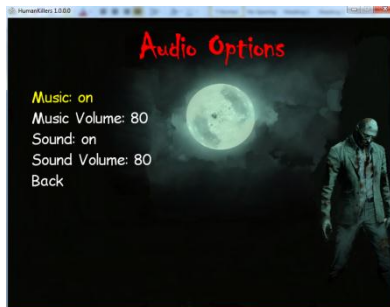 HumanKillers 1.0.0.0
Audio Options
Music: on
Music Volume: 80
Sound: on
Sound Volume: 80
Back